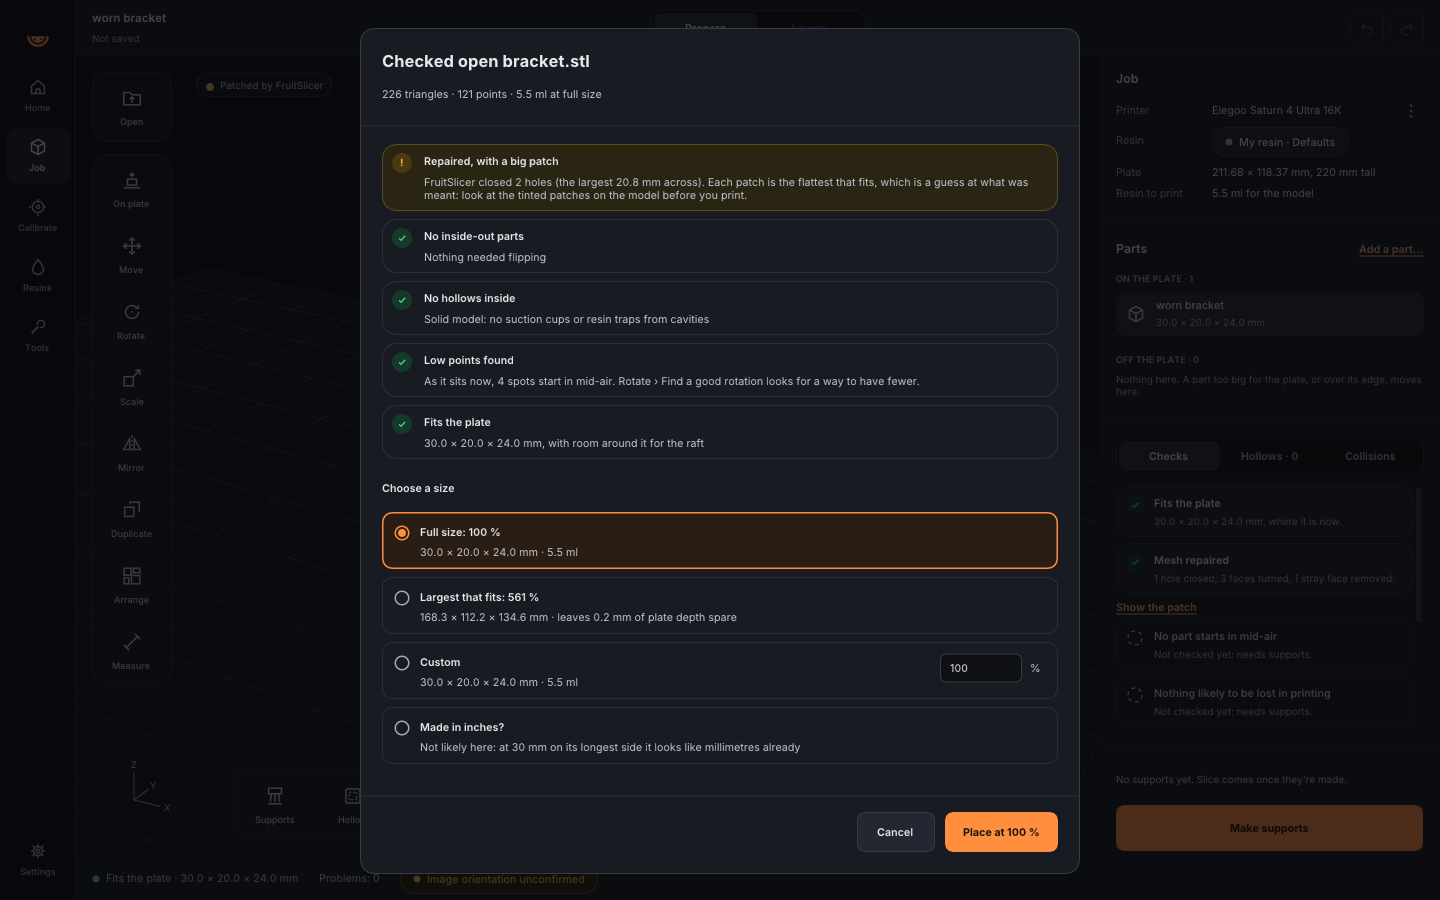 worn bracket
Not saved
Prepare
Layers
Home
Job
Calibrate
Resins
Tools
Settings
Open
Patched by FruitSlicer
On plate
Move
Rotate
Scale
Mirror
Duplicate
Arrange
Measure
Z
Y
X
Supports
Checked open bracket.stl
226 triangles · 121 points · 5.5 ml at full size
! Repaired, with a big patch
FruitSlicer closed 2 holes (the largest 20.8 mm across). Each patch is the flattest that fits, which is a guess at what was
meant: look at the tinted patches on the model before you print.
No inside-out parts
Nothing needed flipping
No hollows inside
Solid model: no suction cups or resin traps from cavities
Low points found
As it sits now, 4 spots start in mid-air. Rotate › Find a good rotation looks for a way to have fewer.
Fits the plate
30.0 × 20.0 × 24.0 mm, with room around it for the raft
Choose a size
Full size: 100 %
30.0 × 20.0 × 24.0 mm · 5.5 ml
Largest that fits: 561 %
168.3 × 112.2 × 134.6 mm · leaves 0.2 mm of plate depth spare
Custom
30.0 × 20.0 × 24.0 mm · 5.5 ml
100 %
Made in inches?
Not likely here: at 30 mm on its longest side it looks like millimetres already
Cancel
Place at 100 %
Job
Printer Elegoo Saturn 4 Ultra 16K
Resin My resin · Defaults
Plate 211.68 × 118.37 mm, 220 mm tall
Resin to print 5.5 ml for the model
Parts Add a part...
ON THE PLATE · 1
worn bracket
30.0 × 20.0 × 24.0 mm
OFF THE PLATE · 0
Nothing here. A part too big for the plate, or over its edge, moves
here.
Checks Hollows · 0 Collisions
Fits the plate
30.0 × 20.0 × 24.0 mm, where it is now.
Mesh repaired
1 hole closed, 3 faces turned, 1 stray face removed.
Show the patch
No part starts in mid-air
Not checked yet: needs supports.
Nothing likely to be lost in printing
Not checked yet: needs supports.
No supports yet. Slice comes once they're made.
Make supports
Fits the plate · 30.0 × 20.0 × 24.0 mm Problems: 0 Image orientation unconfirmed